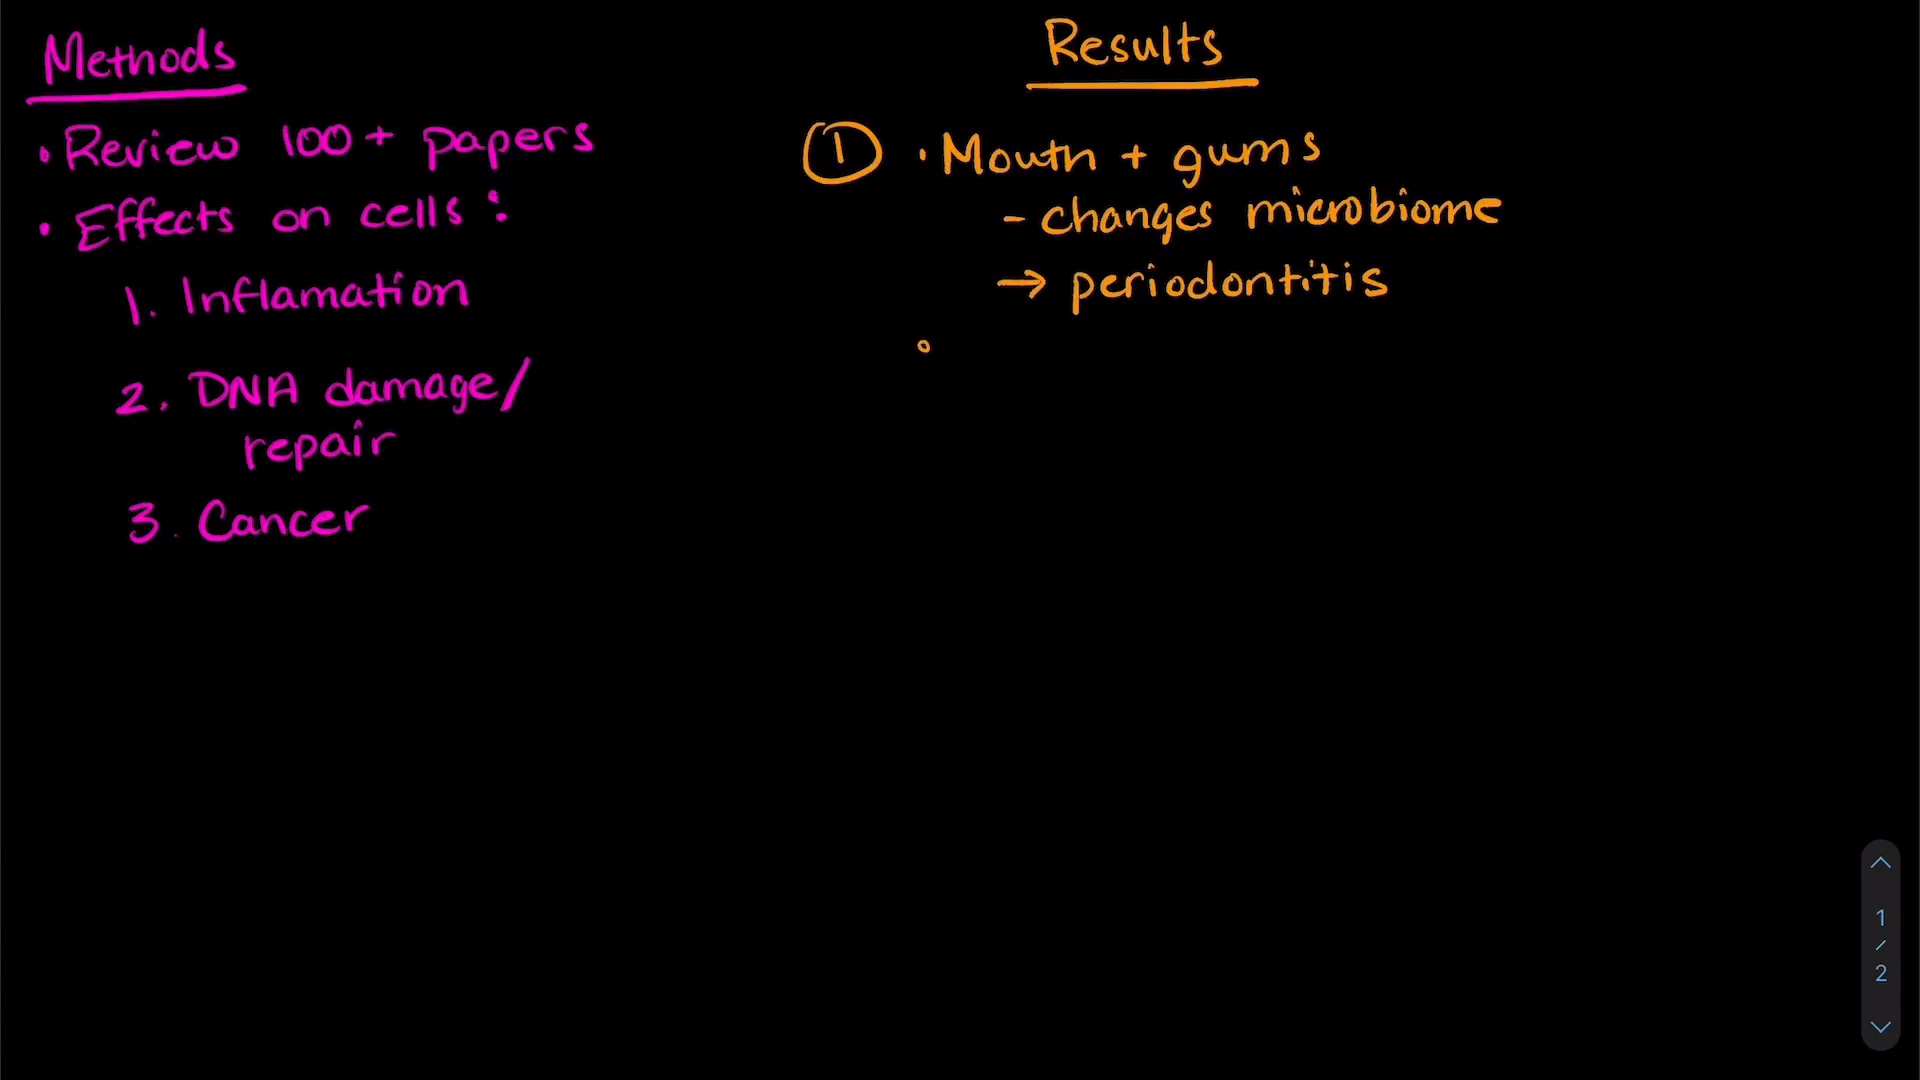 Methods
• Review 100+ papers
• Effects on cells:
1. Inflamation
2. DNA damage/
repair
3. Cancer
Results
① • Mouth + gums
- changes microbiome
→ periodontitis
•
1
/
2